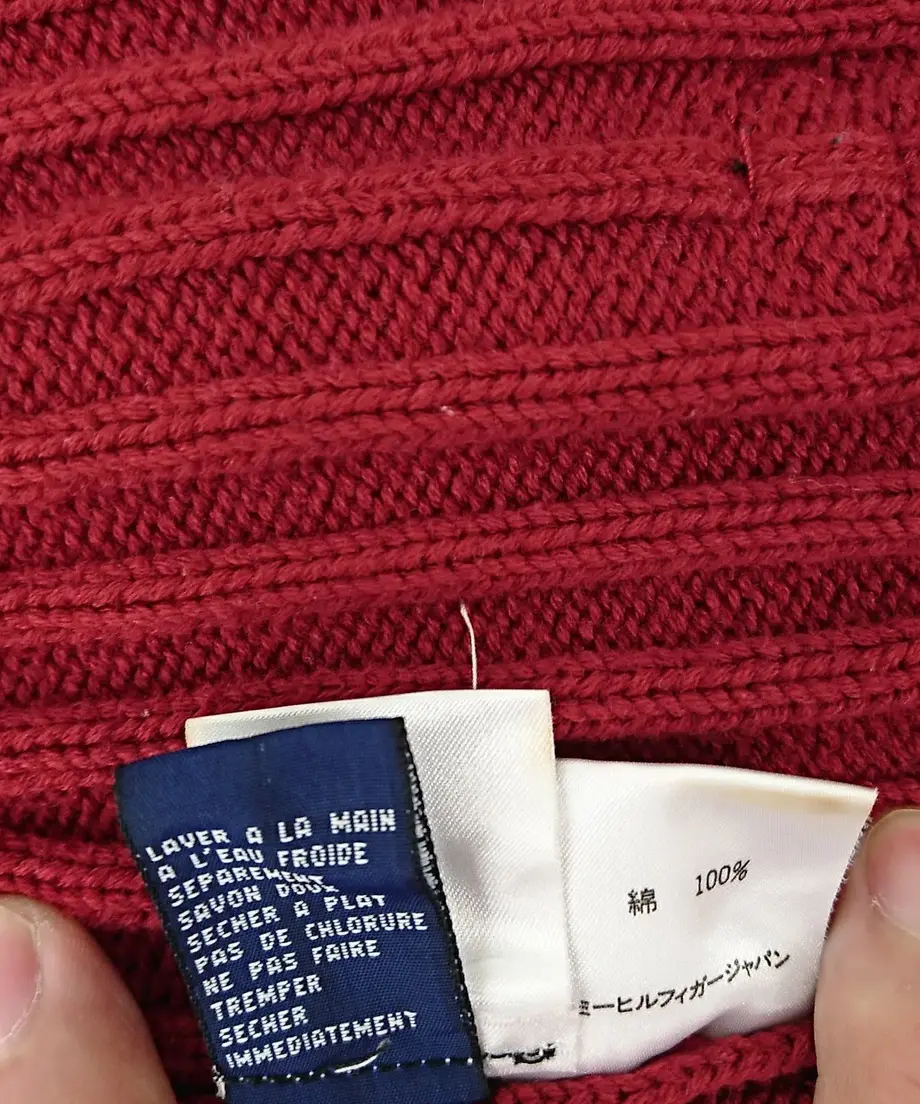 LAVER A LA MAIN
A L'EAU FROIDE
SEPAREMENT
SAVON DOUX
SECHER A PLAT
PAS DE CHLORURE
NE PAS FAIRE
TREMPER
SECHER
IMMEDIATEMENT
綿 100%
ミーヒルフィガージャパン